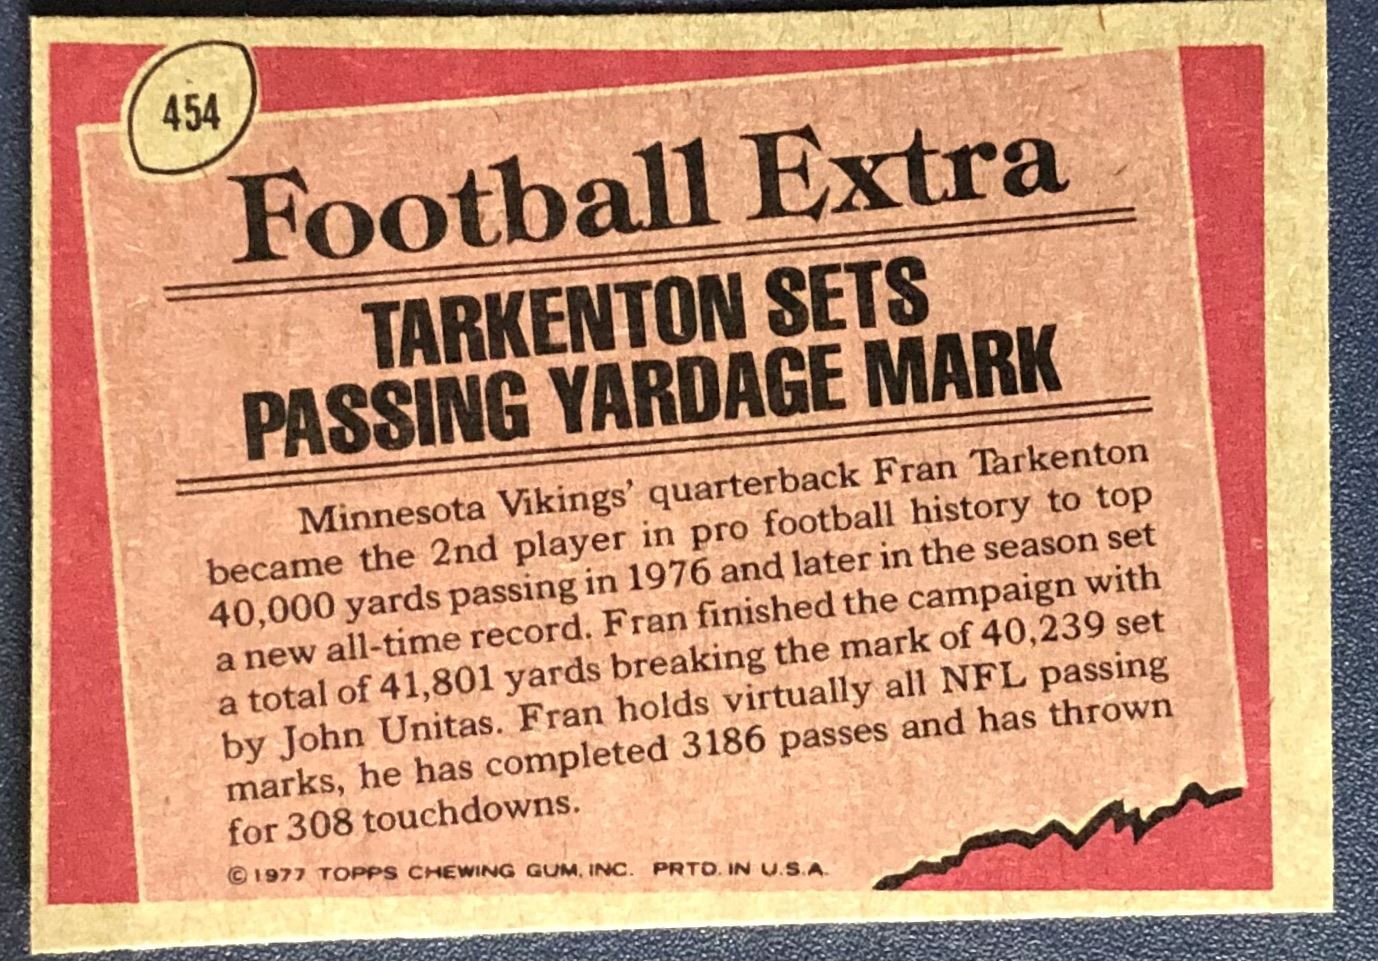 454
Football Extra
TARKENTON SETS
PASSING YARDAGE MARK
Minnesota Vikings' quarterback Fran Tarkenton
became the 2nd player in pro football history to top
40,000 yards passing in 1976 and later in the season set
a new all-time record. Fran finished the campaign with
a total of 41,801 yards breaking the mark of 40,239 set
by John Unitas. Fran holds virtually all NFL passing
marks, he has completed 3186 passes and has thrown
for 308 touchdowns.
© 1977 TOPPS CHEWING GUM, INC. PRTD. IN U.S.A.